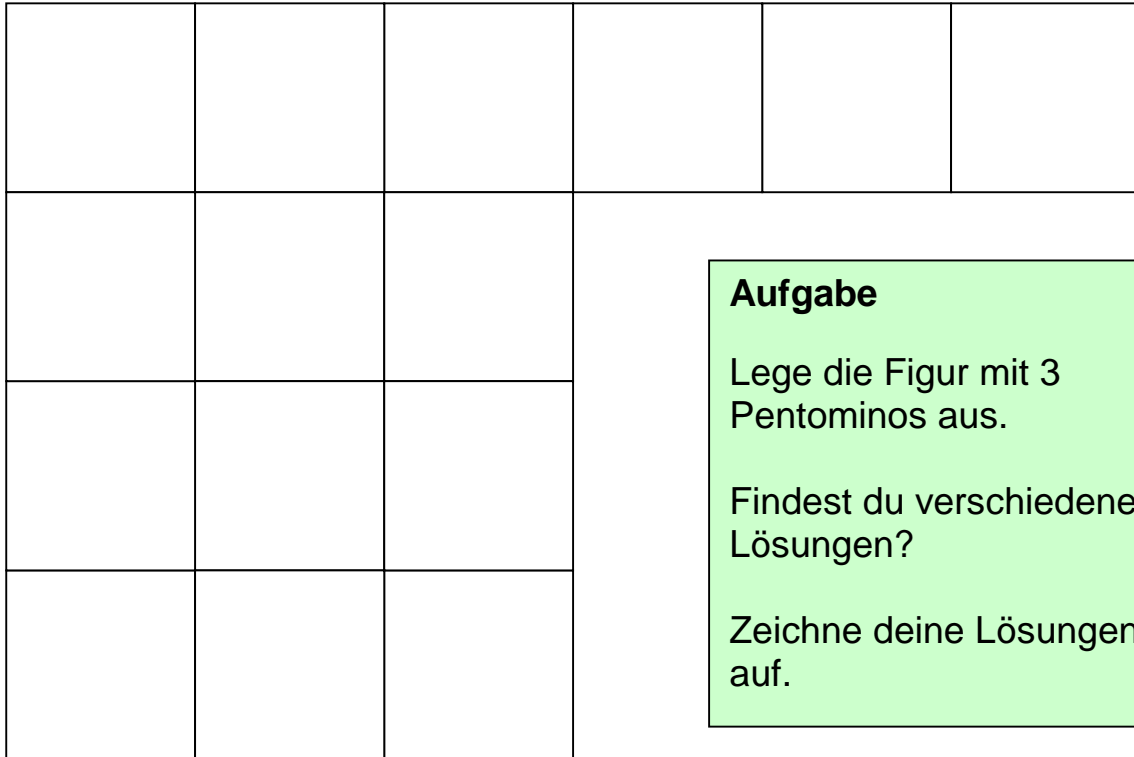 Aufgabe
Lege die Figur mit 3
Pentominos aus.
Findest du verschiedene
Lösungen?
Zeichne deine Lösungen
auf.